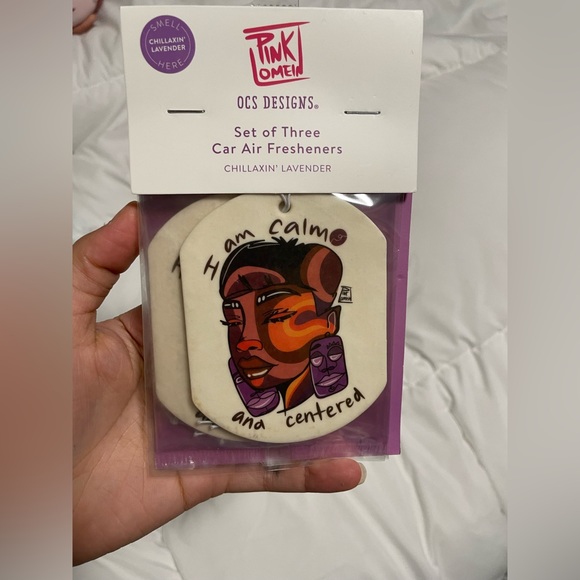 SMELL
CHILLAXIN'
LAVENDER
HERE
PINK
LOMEIN
OCS DESIGNS®
Set of Three
Car Air Fresheners
CHILLAXIN' LAVENDER
I am calm
and centered